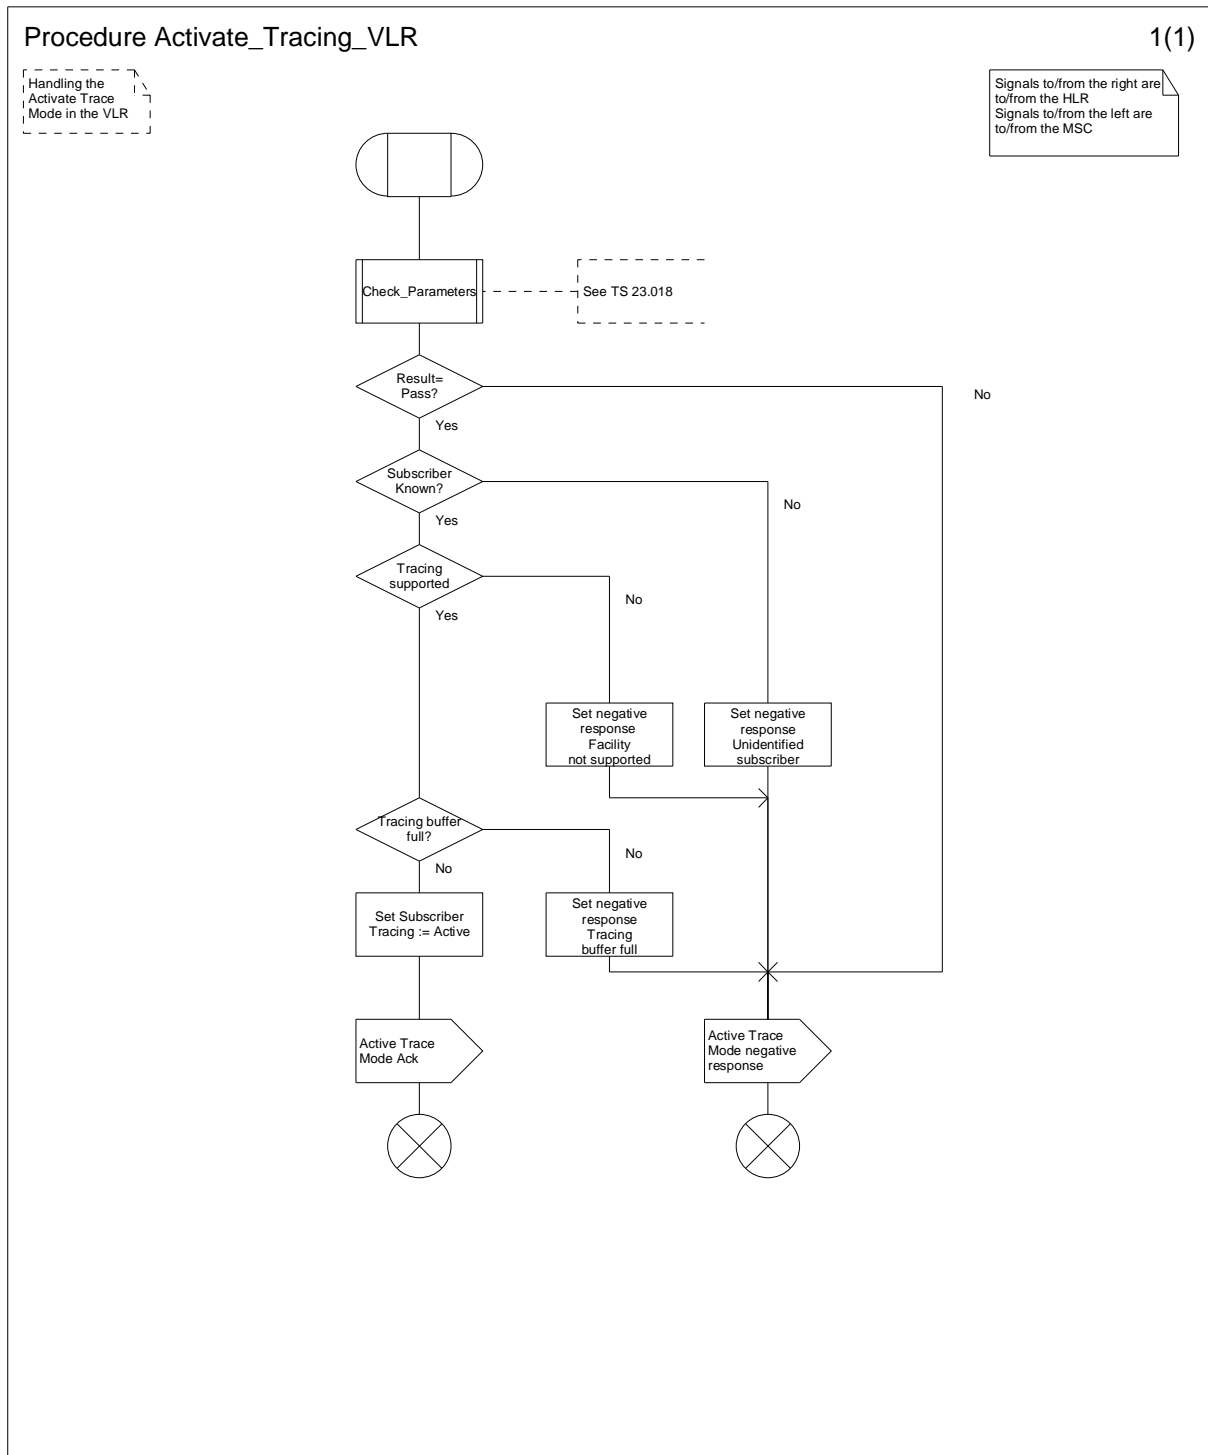 Procedure Activate_Tracing_VLR
1(1)
Handling the
Activate Trace
Mode in the VLR
Signals to/from the right are
to/from the HLR
Signals to/from the left are
to/from the MSC
Check_Parameters
See TS 23.018
Result=
Pass?
No
Yes
Subscriber
Known?
No
Yes
Tracing
supported
No
Yes
Set negative
response
Facility
not supported
Set negative
response
Unidentified
subscriber
Tracing buffer
full?
No
No
Set Subscriber
Tracing := Active
Set negative
response
Tracing
buffer full
Active Trace
Mode Ack
Active Trace
Mode negative
response